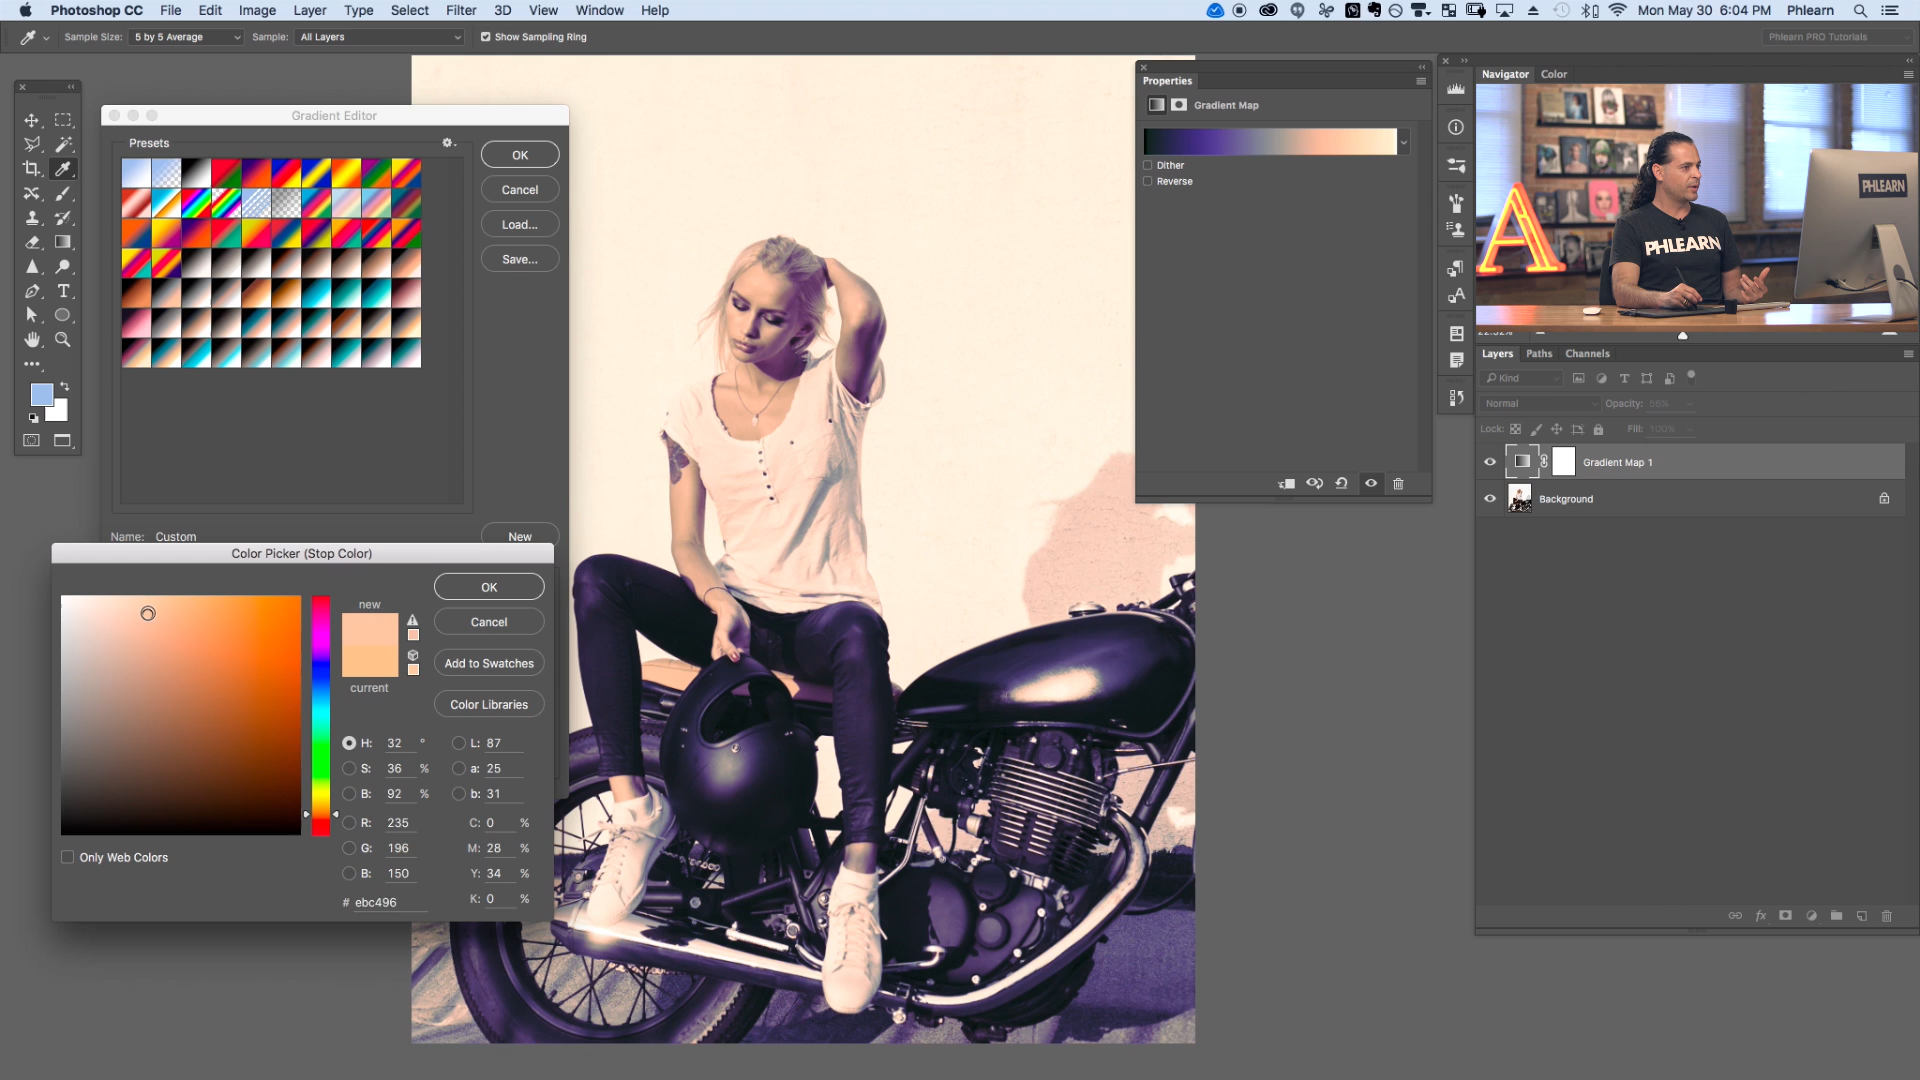 Photoshop CC File Edit Image Layer Type Select Filter 3D View Window Help
Mon May 30 6:04 PM Phlearn
Sample Size: 5 by 5 Average Sample: All Layers Show Sampling Ring
Phlearn PRO Tutorials
Gradient Editor
Presets
OK
Cancel
Load...
Save...
Name: Custom
New
Color Picker (Stop Color)
new
current
OK
Cancel
Add to Swatches
Color Libraries
H: 32 ° L: 87
S: 36 % a: 25
B: 92 % b: 31
R: 235 C: 0 %
G: 196 M: 28 %
B: 150 Y: 34 %
# ebc496 K: 0 %
Only Web Colors
Properties
Gradient Map
Dither
Reverse
Navigator Color
PHLEARN
PHLEARN
A
Layers Paths Channels
Kind
Normal Opacity: 56%
Lock: Fill: 100%
Gradient Map 1
Background
fx